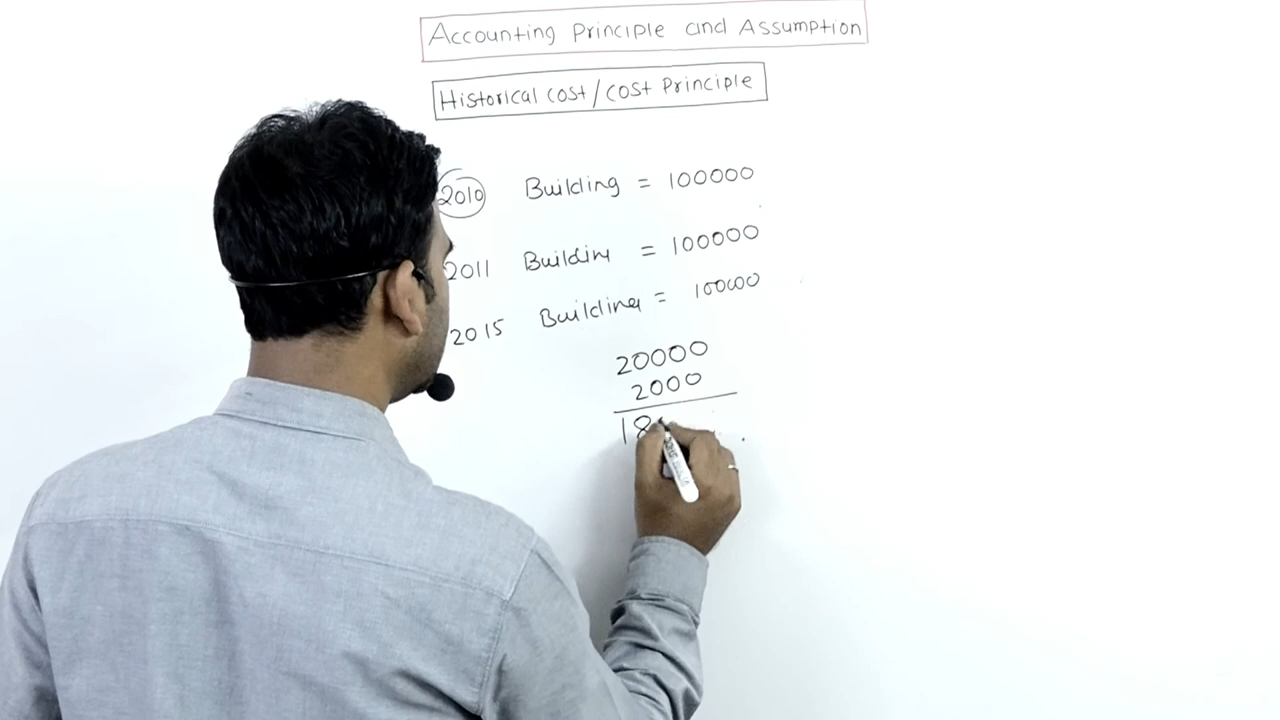 Accounting Principle and Assumption
Historical cost / cost Principle
2010 Building = 100000
2011 Buildin = 100000
2015 Building = 100000
20000
2000
18